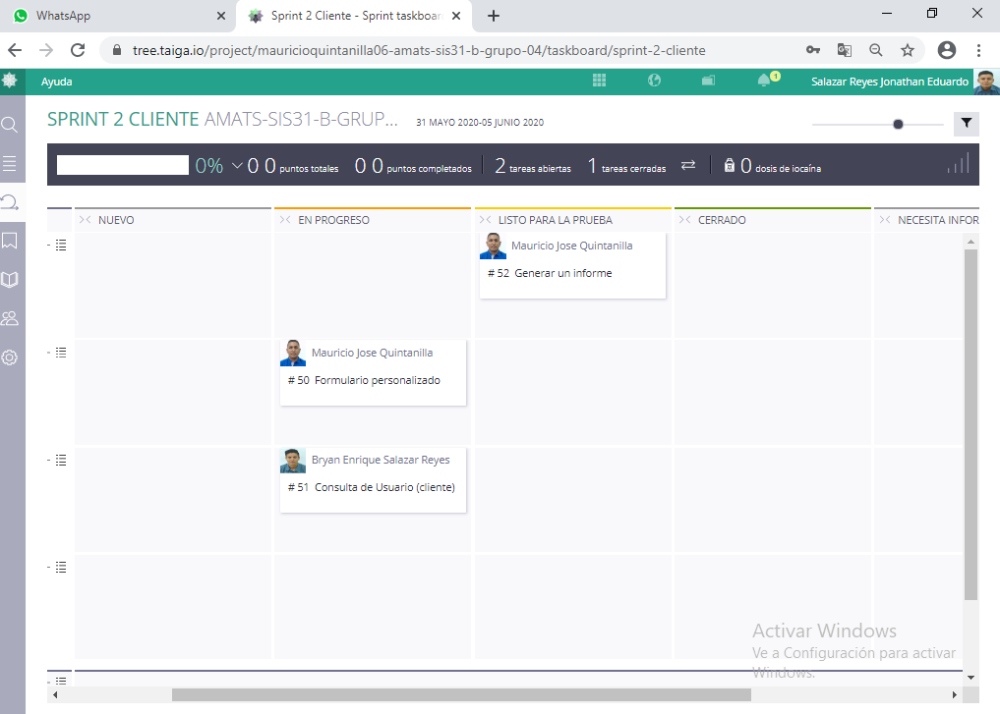 WhatsApp
Sprint 2 Cliente - Sprint taskboar
tree.taiga.io/project/mauricioquintanilla06-amats-sis31-b-grupo-04/taskboard/sprint-2-cliente
Ayuda
1
Salazar Reyes Jonathan Eduardo
SPRINT 2 CLIENTE AMATS-SIS31-B-GRUP... 31 MAYO 2020-05 JUNIO 2020
0% 0 0 puntos totales 0 0 puntos completados 2 tareas abiertas 1 tareas cerradas 0 dosis de iocaína
NUEVO EN PROGRESO LISTO PARA LA PRUEBA CERRADO NECESITA INFOR
Mauricio Jose Quintanilla
# 52 Generar un informe
Mauricio Jose Quintanilla
# 50 Formulario personalizado
Bryan Enrique Salazar Reyes
# 51 Consulta de Usuario (cliente)
Activar Windows
Ve a Configuración para activar
Windows.